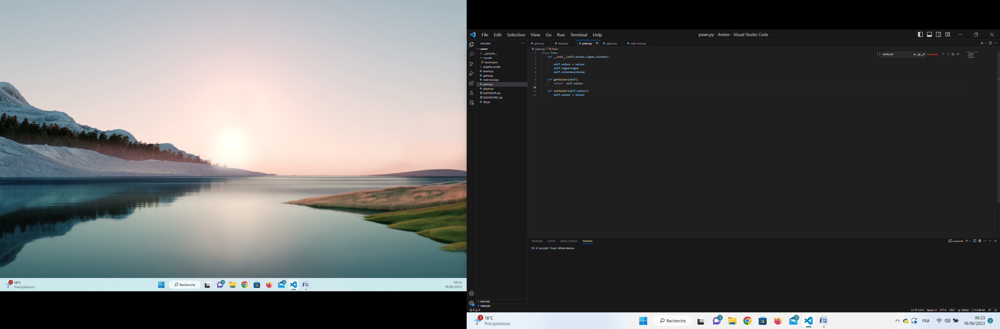 1
18°C
Précipitations
Recherche
1
3
06:23
18/06/2023
File Edit Selection View Go Run Terminal Help
pawn.py - Amine - Visual Studio Code
EXPLORER
AMINE
__pycache__
.vscode
launch.json
pygame_projet
board.py
game.py
main-local.py
pawn.py
player.py
QUORIDOR.zip
QUORIDOR0..zip
tile.py
OUTLINE
TIMELINE
game.py board.py pawn.py player.py main-local.py
pawn.py > Pawn
lenBoard Aa ab No results
1 class Pawn:
2 def __init__(self,valeur,ligne,colonne):
3
4 self.valeur = valeur
5 self.ligne=ligne
6 self.colonne=colonne
7
8 def getValeur(self):
9 return self.valeur
10
11 def setValeur(self,valeur):
12 self.valeur = valeur
PROBLEMS OUTPUT DEBUG CONSOLE TERMINAL
powershell
PS G:\projet final AMine\Amine>
1
0 0
Ln 10, Col 9 Spaces: 4 UTF-8 CRLF Python 3.11.0 64-bit
1
18°C
Précipitations
Recherche
1
3
FRA
06:23
18/06/2023
3